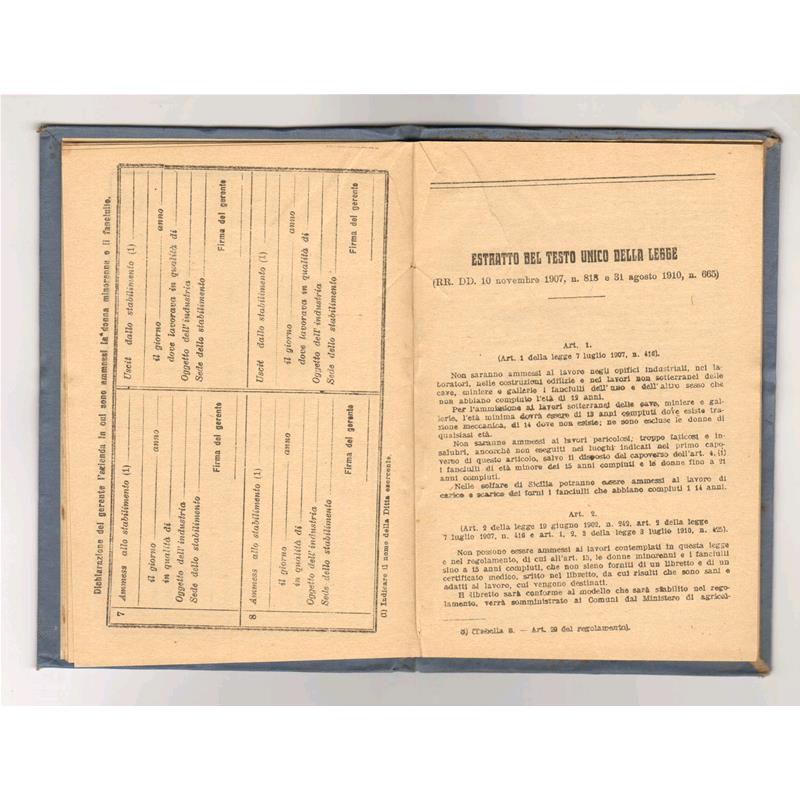 Dichiarazione del gerente l'azienda in cui sono ammessi la donna minorenne o il fanciullo.
7
Ammess allo stabilimento (1)
il giorno anno
in qualità di
Oggetto dell'industria
Sede dello stabilimento
Firma del gerente
Uscit dallo stabilimento (1)
il giorno anno
dove lavorava in qualità di
Oggetto dell'industria
Sede dello stabilimento
Firma del gerente
8
Ammess allo stabilimento (1)
il giorno anno
in qualità di
Oggetto dell'industria
Sede dello stabilimento
Firma del gerente
Uscit dallo stabilimento (1)
il giorno anno
dove lavorava in qualità di
Oggetto dell'industria
Sede dello stabilimento
Firma del gerente
(1) Indicare il nome della Ditta esercente.
ESTRATTO DEL TESTO UNICO DELLA LEGGE
(RR. DD. 10 novembre 1907, n. 818 e 31 agosto 1910, n. 665)
Art. 1.
(Art. 1 della legge 7 luglio 1907, n. 416).
Non saranno ammessi al lavoro negli opifici industriali, nei la-
boratori, nelle costruzioni edilizie e nei lavori non sotterranei delle
cave, miniere e gallerie i fanciulli dell'uno e dell'altro sesso che
non abbiano compiuto l'età di 12 anni.
Per l'ammissione ai lavori sotterranei delle cave, miniere e gal-
lerie, l'età minima dovrà essere di 13 anni compiuti dove esiste tra-
zione meccanica, di 14 dove non esiste; ne sono escluse le donne di
qualsiasi età.
Non saranno ammessi ai lavori pericolosi, troppo faticosi e in-
salubri, ancorchè non eseguiti nei luoghi indicati nel primo capo-
verso di questo articolo, salvo il disposto del capoverso dell'art. 4, (1)
i fanciulli di età minore dei 15 anni compiuti e le donne fino a 21
anni compiuti.
Nelle solfare di Sicilia potranno essere ammessi al lavoro di
carico e scarico dei forni i fanciulli che abbiano compiuti i 14 anni.
Art. 2.
(Art. 2 della legge 19 giugno 1902, n. 242, art. 2 della legge
7 luglio 1907, n. 416 e art. 1, 2, 3 della legge 3 luglio 1910, n. 425).
Non possono essere ammessi ai lavori contemplati in questa legge
e nel regolamento, di cui all'art. 15, le donne minorenni e i fanciulli
sino a 15 anni compiuti, che non sieno forniti di un libretto e di un
certificato medico, sritto nel libretto, da cui risulti che sono sani e
adatti al lavoro, cui vengono destinati.
Il libretto sarà conforme al modello che sarà stabilito nel rego-
lamento, verrà somministrato ai Comuni dal Ministero di agricol-
(Tabella B. — Art. 29 del regolamento).